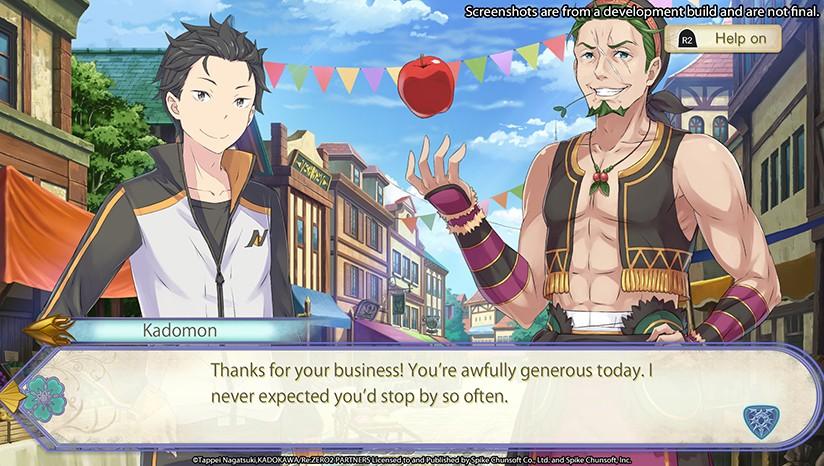 Screenshots are from a development build and are not final.
R2 Help on
N
Kadomon
Thanks for your business! You're awfully generous today. I
never expected you'd stop by so often.
©Tappei Nagatsuki,KADOKAWA/Re:ZERO2 PARTNERS Licensed to and Published by Spike Chunsoft Co., Ltd. and Spike Chunsoft, Inc.